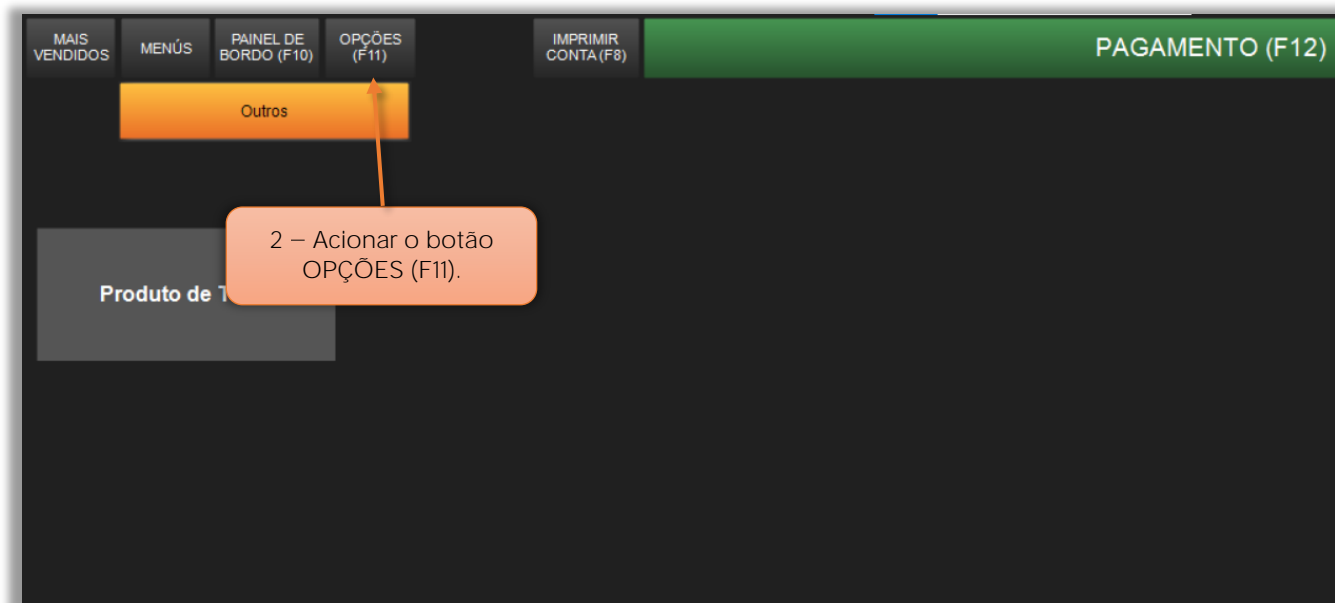 MAIS
VENDIDOS
MENÚS
PAINEL DE
BORDO (F10)
OPÇÕES
(F11)
IMPRIMIR
CONTA (F8)
PAGAMENTO (F12)
Outros
2 – Acionar o botão
OPÇÕES (F11).
Produto de